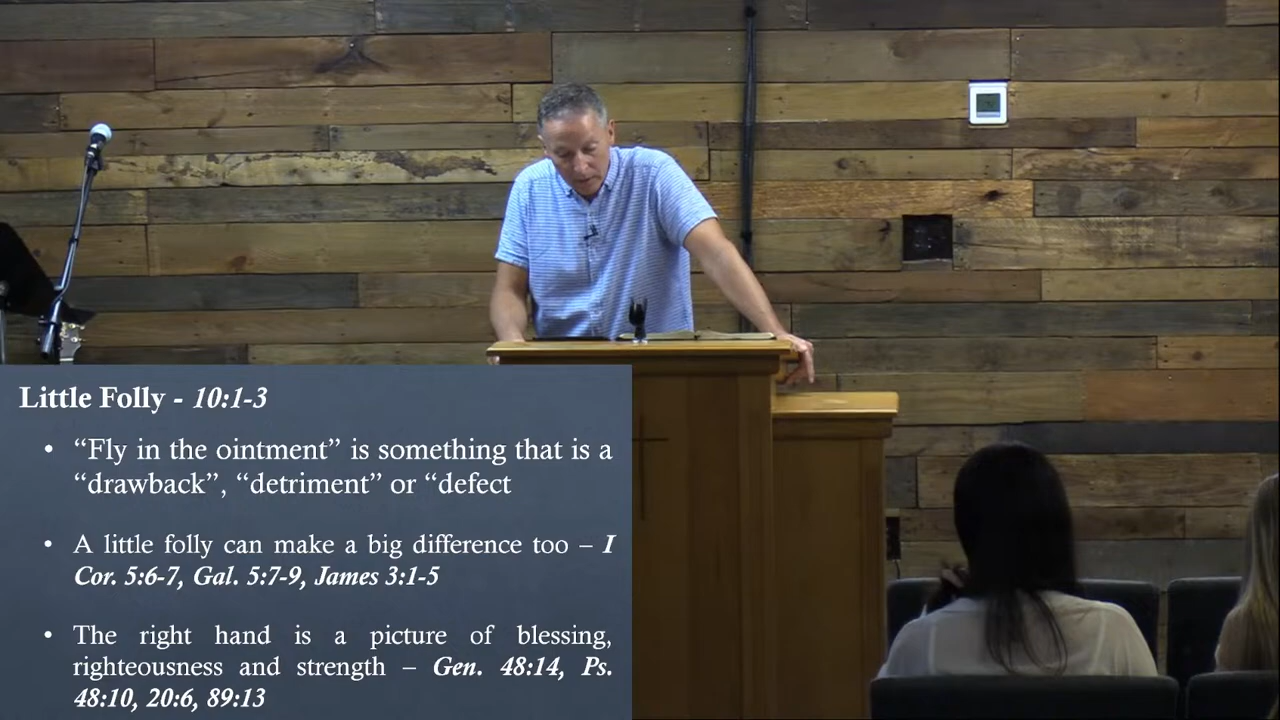 Little Folly - 10:1-3
• “Fly in the ointment” is something that is a
“drawback”, “detriment” or “defect
• A little folly can make a big difference too – I
Cor. 5:6-7, Gal. 5:7-9, James 3:1-5
• The right hand is a picture of blessing,
righteousness and strength – Gen. 48:14, Ps.
48:10, 20:6, 89:13